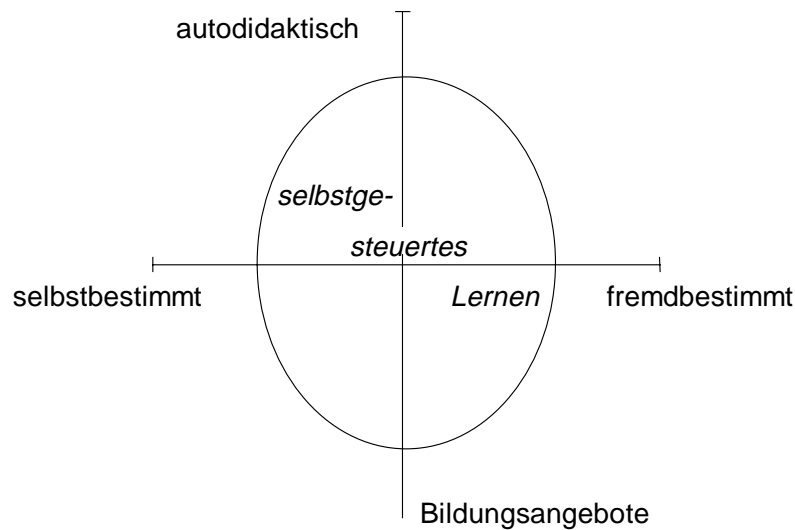 autodidaktisch
selbstge-
steuertes
selbstbestimmt
Lernen
fremdbestimmt
Bildungsangebote